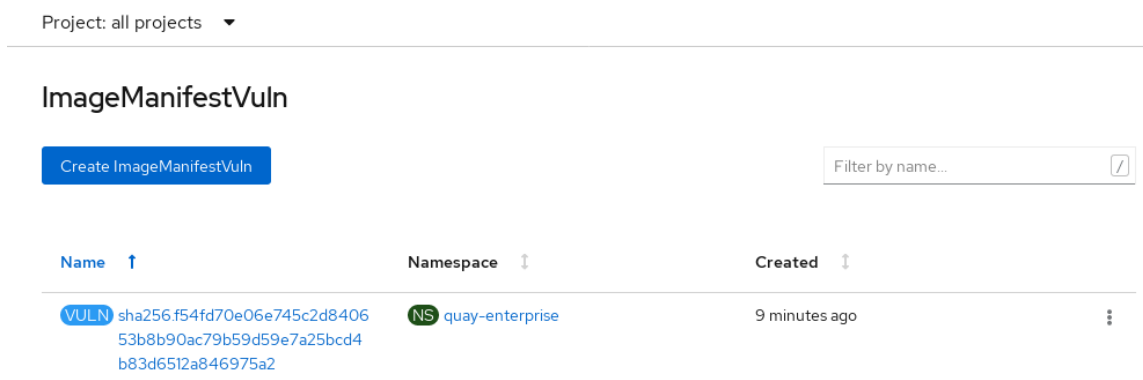 Project: all projects
ImageManifestVuln
Create ImageManifestVuln
Filter by name...
/
Name Namespace Created
VULN sha256.f54fd70e06e745c2d8406 NS quay-enterprise 9 minutes ago
53b8b90ac79b59d59e7a25bcd4
b83d6512a846975a2